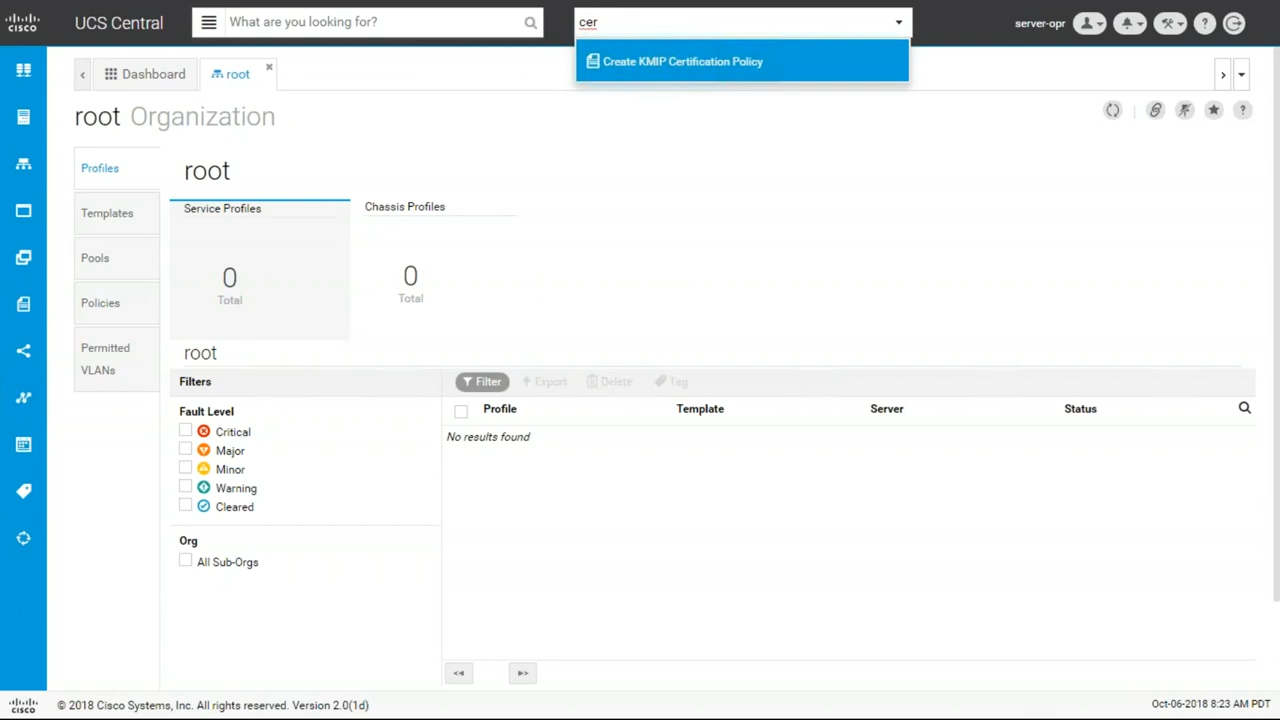 cisco
UCS Central
What are you looking for?
cer
server-opr
?
Create KMIP Certification Policy
Dashboard
root
root Organization
?
Profiles
Templates
Pools
Policies
Permitted
VLANs
root
Service Profiles
0
Total
Chassis Profiles
0
Total
root
Filters
Fault Level
Critical
Major
Minor
Warning
Cleared
Org
All Sub-Orgs
Filter Export Delete Tag
Profile Template Server Status
No results found
cisco
© 2018 Cisco Systems, Inc. All rights reserved. Version 2.0(1d)
Oct-06-2018 8:23 AM PDT